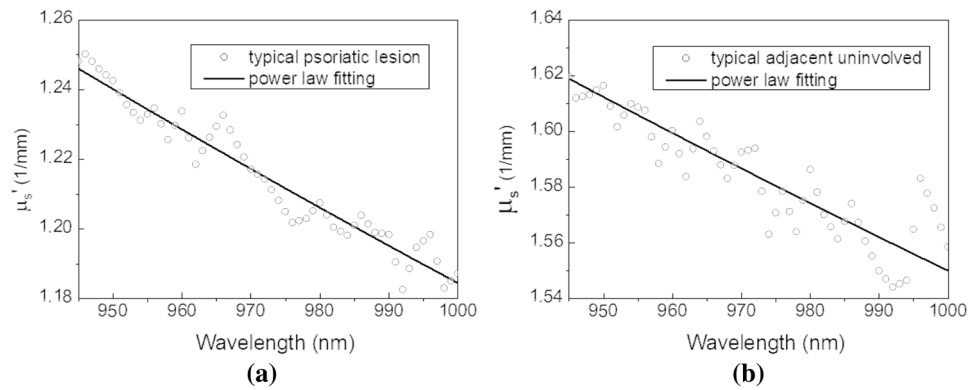 1.26
1.24
1.22
1.20
1.18
μs' (1/mm)
typical psoriatic lesion
power law fitting
950 960 970 980 990 1000
Wavelength (nm)
(a)
1.64
1.62
1.60
1.58
1.56
1.54
μs' (1/mm)
typical adjacent uninvolved
power law fitting
950 960 970 980 990 1000
Wavelength (nm)
(b)